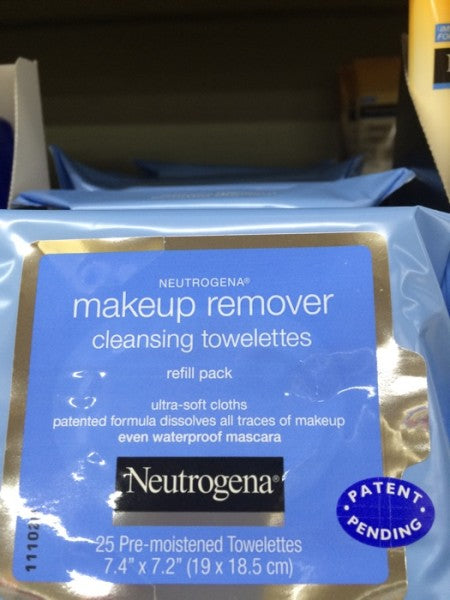 NEUTROGENA®
makeup remover
cleansing towelettes
refill pack
ultra-soft cloths
patented formula dissolves all traces of makeup
even waterproof mascara
Neutrogena®
PATENT
PENDING
25 Pre-moistened Towelettes
7.4" x 7.2" (19 x 18.5 cm)